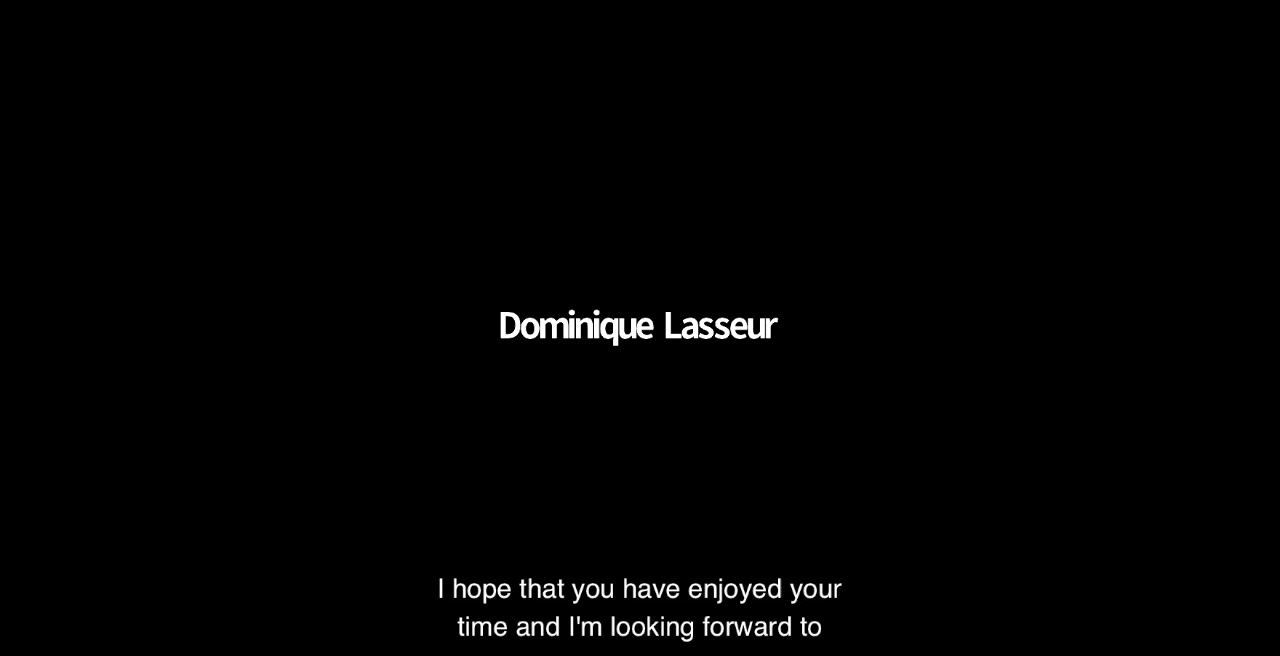 Dominique Lasseur
I hope that you have enjoyed your
time and I'm looking forward to